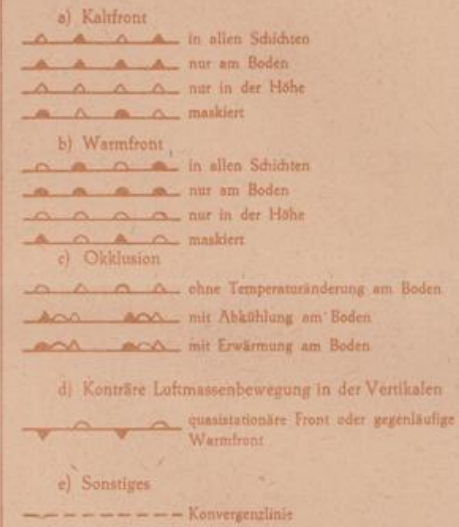 a) Kaltfront
in allen Schichten
nur am Boden
nur in der Höhe
maskiert
b) Warmfront
in allen Schichten
nur am Boden
nur in der Höhe
maskiert
c) Okklusion
ohne Temperaturänderung am Boden
mit Abkühlung am Boden
mit Erwärmung am Boden
d) Konträre Luftmassenbewegung in der Vertikalen
quasistationäre Front oder gegenläufige
Warmfront
e) Sonstiges
Konvergenzlinie